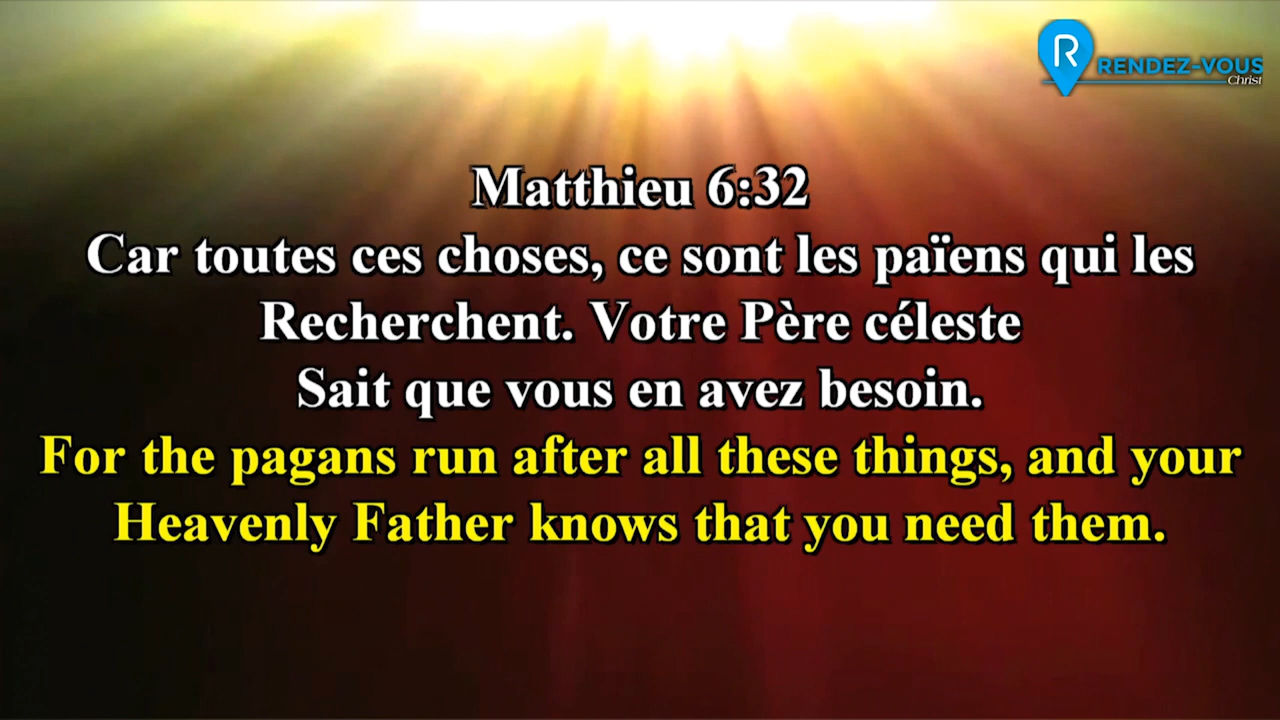 R RENDEZ-VOUS
Christ
Matthieu 6:32
Car toutes ces choses, ce sont les païens qui les
Recherchent. Votre Père céleste
Sait que vous en avez besoin.
For the pagans run after all these things, and your
Heavenly Father knows that you need them.